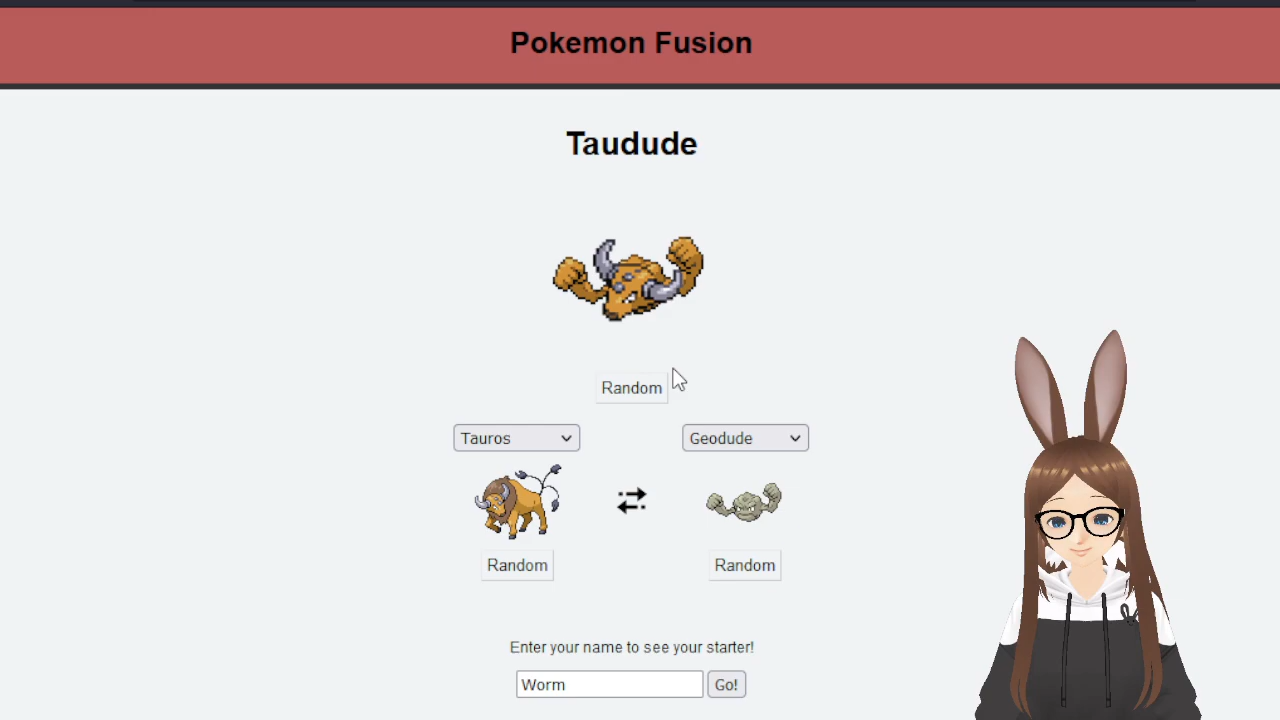 Pokemon Fusion
Taudude
Random
Tauros
Geodude
Random
Random
Enter your name to see your starter!
Worm
Go!